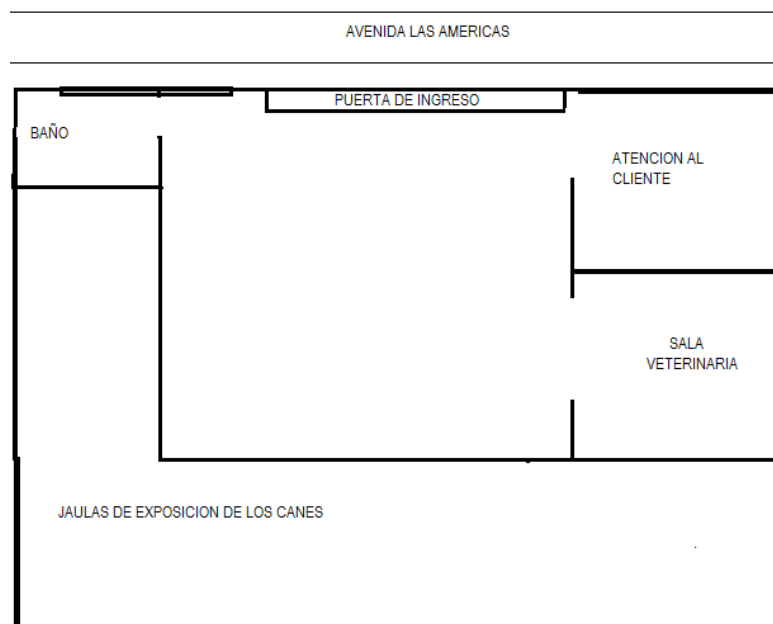 AVENIDA LAS AMERICAS
PUERTA DE INGRESO
BAÑO
ATENCION AL
CLIENTE
SALA
VETERINARIA
JAULAS DE EXPOSICION DE LOS CANES